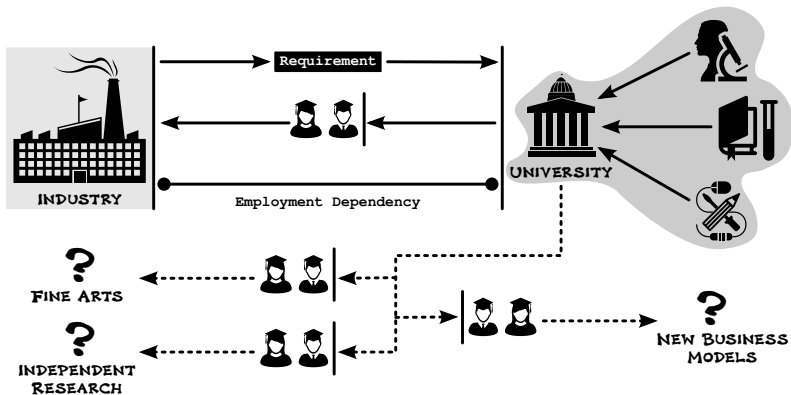 Requirement
INDUSTRY
UNIVERSITY
Employment Dependency
?
FINE ARTS
?
NEW BUSINESS
MODELS
?
INDEPENDENT
RESEARCH